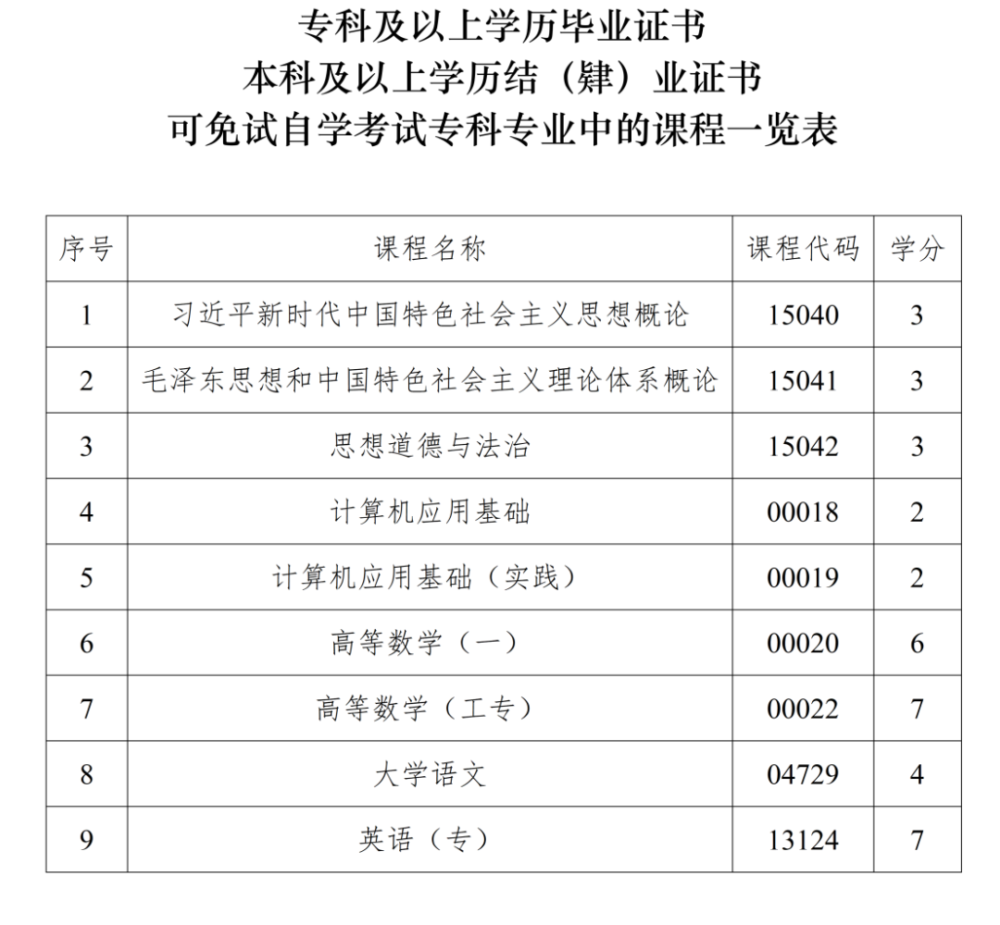 专科及以上学历毕业证书
本科及以上学历结（肄）业证书
可免试自学考试专科专业中的课程一览表
序号 课程名称 课程代码 学分
1 习近平新时代中国特色社会主义思想概论 15040 3
2 毛泽东思想和中国特色社会主义理论体系概论 15041 3
3 思想道德与法治 15042 3
4 计算机应用基础 00018 2
5 计算机应用基础（实践） 00019 2
6 高等数学（一） 00020 6
7 高等数学（工专） 00022 7
8 大学语文 04729 4
9 英语（专） 13124 7